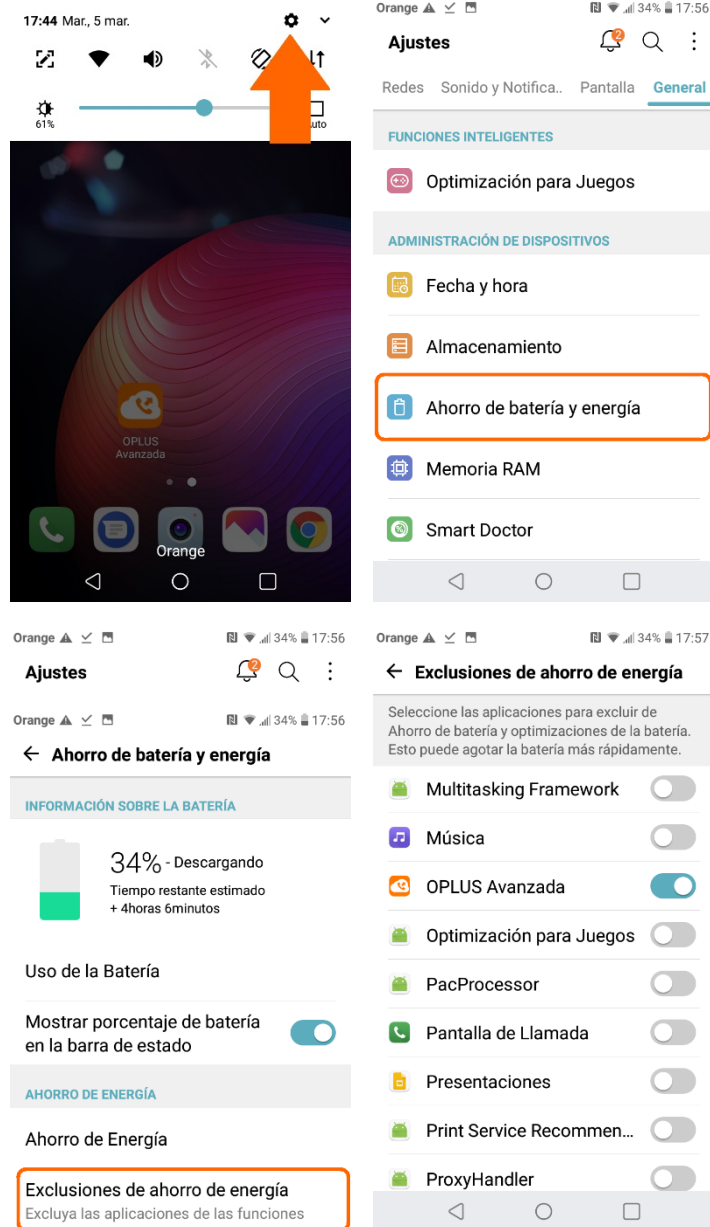 17:44 Mar., 5 mar.
61%
Auto
OPLUS
Avanzada
Orange
Orange 34% 17:56
Ajustes 2
Redes Sonido y Notifica.. Pantalla General
FUNCIONES INTELIGENTES
Optimización para Juegos
ADMINISTRACIÓN DE DISPOSITIVOS
Fecha y hora
Almacenamiento
Ahorro de batería y energía
Memoria RAM
Smart Doctor
Orange 34% 17:56
Ajustes 2
Orange 34% 17:56
Ahorro de batería y energía
INFORMACIÓN SOBRE LA BATERÍA
34% - Descargando
Tiempo restante estimado
+ 4horas 6minutos
Uso de la Batería
Mostrar porcentaje de batería
en la barra de estado
AHORRO DE ENERGÍA
Ahorro de Energía
Exclusiones de ahorro de energía
Excluya las aplicaciones de las funciones
Orange 34% 17:57
Exclusiones de ahorro de energía
Seleccione las aplicaciones para excluir de
Ahorro de batería y optimizaciones de la batería.
Esto puede agotar la batería más rápidamente.
Multitasking Framework
Música
OPLUS Avanzada
Optimización para Juegos
PacProcessor
Pantalla de Llamada
Presentaciones
Print Service Recommen...
ProxyHandler